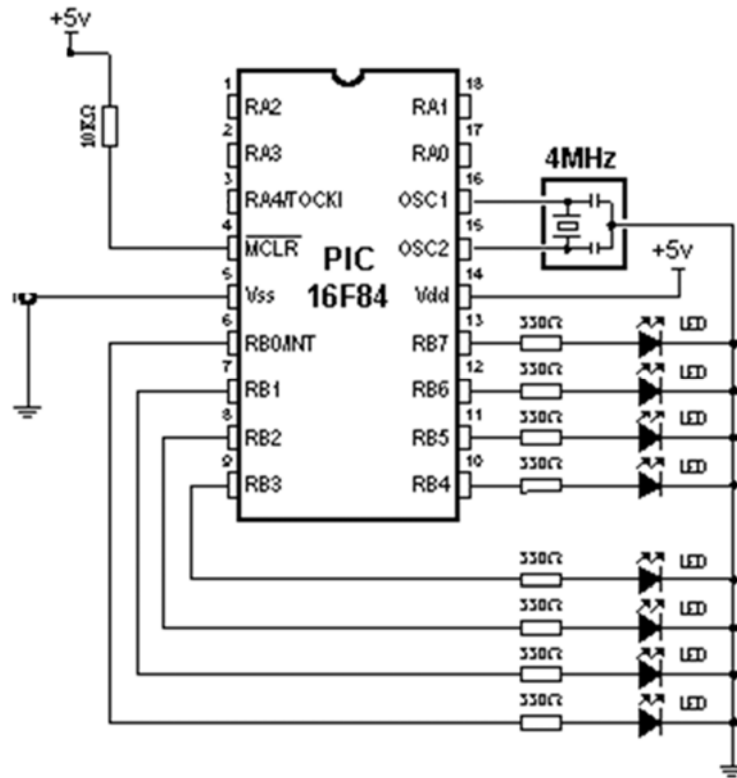 +5v
10KΩ
1 RA2 RA1 18
2 RA3 RA0 17
3 RA4/TOCKI OSC1 16
4 MCLR OSC2 15
5 Vss Vdd 14
6 RB0/INT RB7 13
7 RB1 RB6 12
8 RB2 RB5 11
9 RB3 RB4 10
PIC
16F84
4MHz
+5v
330Ω LED
330Ω LED
330Ω LED
330Ω LED
330Ω LED
330Ω LED
330Ω LED
330Ω LED